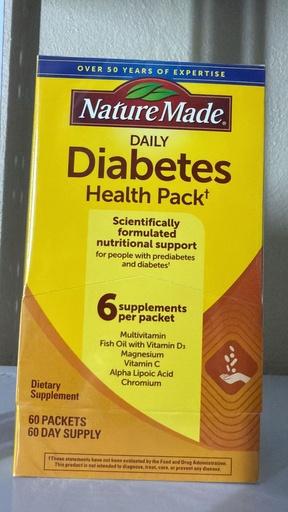 OVER 50 YEARS OF EXPERTISE
Nature Made®
DAILY
Diabetes
Health Pack†
Scientifically
formulated
nutritional support
for people with prediabetes
and diabetes†
6 supplements
per packet
Multivitamin
Fish Oil with Vitamin D₃
Magnesium
Vitamin C
Alpha Lipoic Acid
Chromium
Dietary
Supplement
60 PACKETS
60 DAY SUPPLY
†These statements have not been evaluated by the Food and Drug Administration.
This product is not intended to diagnose, treat, cure, or prevent any disease.